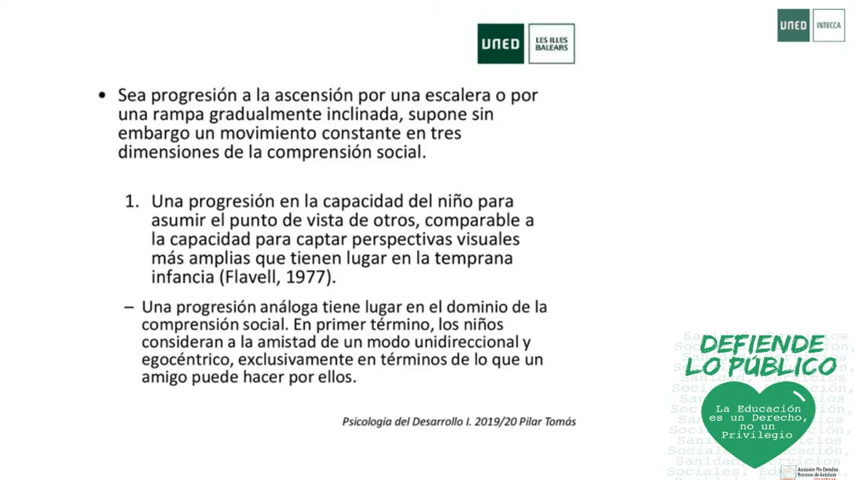 UNED
LES ILLES
BALEARS
UNED
INTECCA
• Sea progresión a la ascensión por una escalera o por
una rampa gradualmente inclinada, supone sin
embargo un movimiento constante en tres
dimensiones de la comprensión social.
1. Una progresión en la capacidad del niño para
asumir el punto de vista de otros, comparable a
la capacidad para captar perspectivas visuales
más amplias que tienen lugar en la temprana
infancia (Flavell, 1977).
– Una progresión análoga tiene lugar en el dominio de la
comprensión social. En primer término, los niños
consideran a la amistad de un modo unidireccional y
egocéntrico, exclusivamente en términos de lo que un
amigo puede hacer por ellos.
Psicología del Desarrollo I. 2019/20 Pilar Tomás
DEFIENDE
LO PÚBLICO
La Educación
es un Derecho,
no un
Privilegio